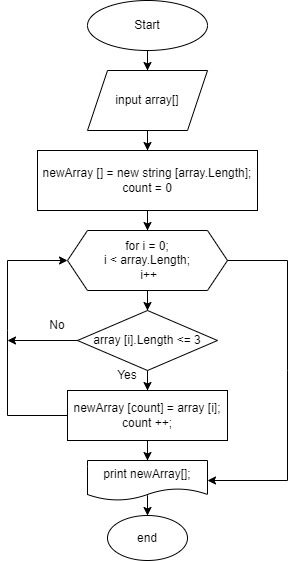 Start
input array[]
newArray [] = new string [array.Length];
count = 0
for i = 0;
i < array.Length;
i++
No
array [i].Length <= 3
Yes
newArray [count] = array [i];
count ++;
print newArray[];
end